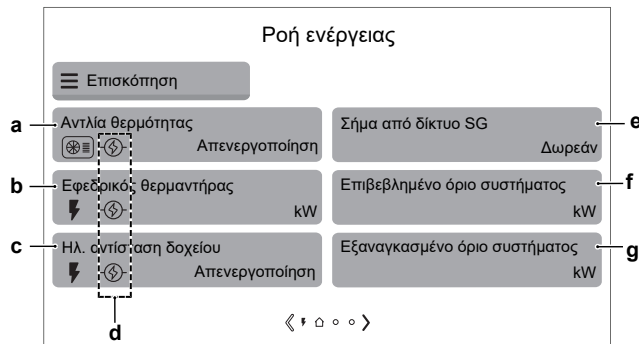 Ροή ενέργειας
Επισκόπηση
a
Αντλία θερμότητας
Απενεργοποίηση
Σήμα από δίκτυο SG
Δωρεάν
e
b
Εφεδρικός θερμαντήρας
kW
Επιβεβλημένο όριο συστήματος
kW
f
c
Ηλ. αντίσταση δοχείου
Απενεργοποίηση
Εξαναγκασμένο όριο συστήματος
kW
g
d